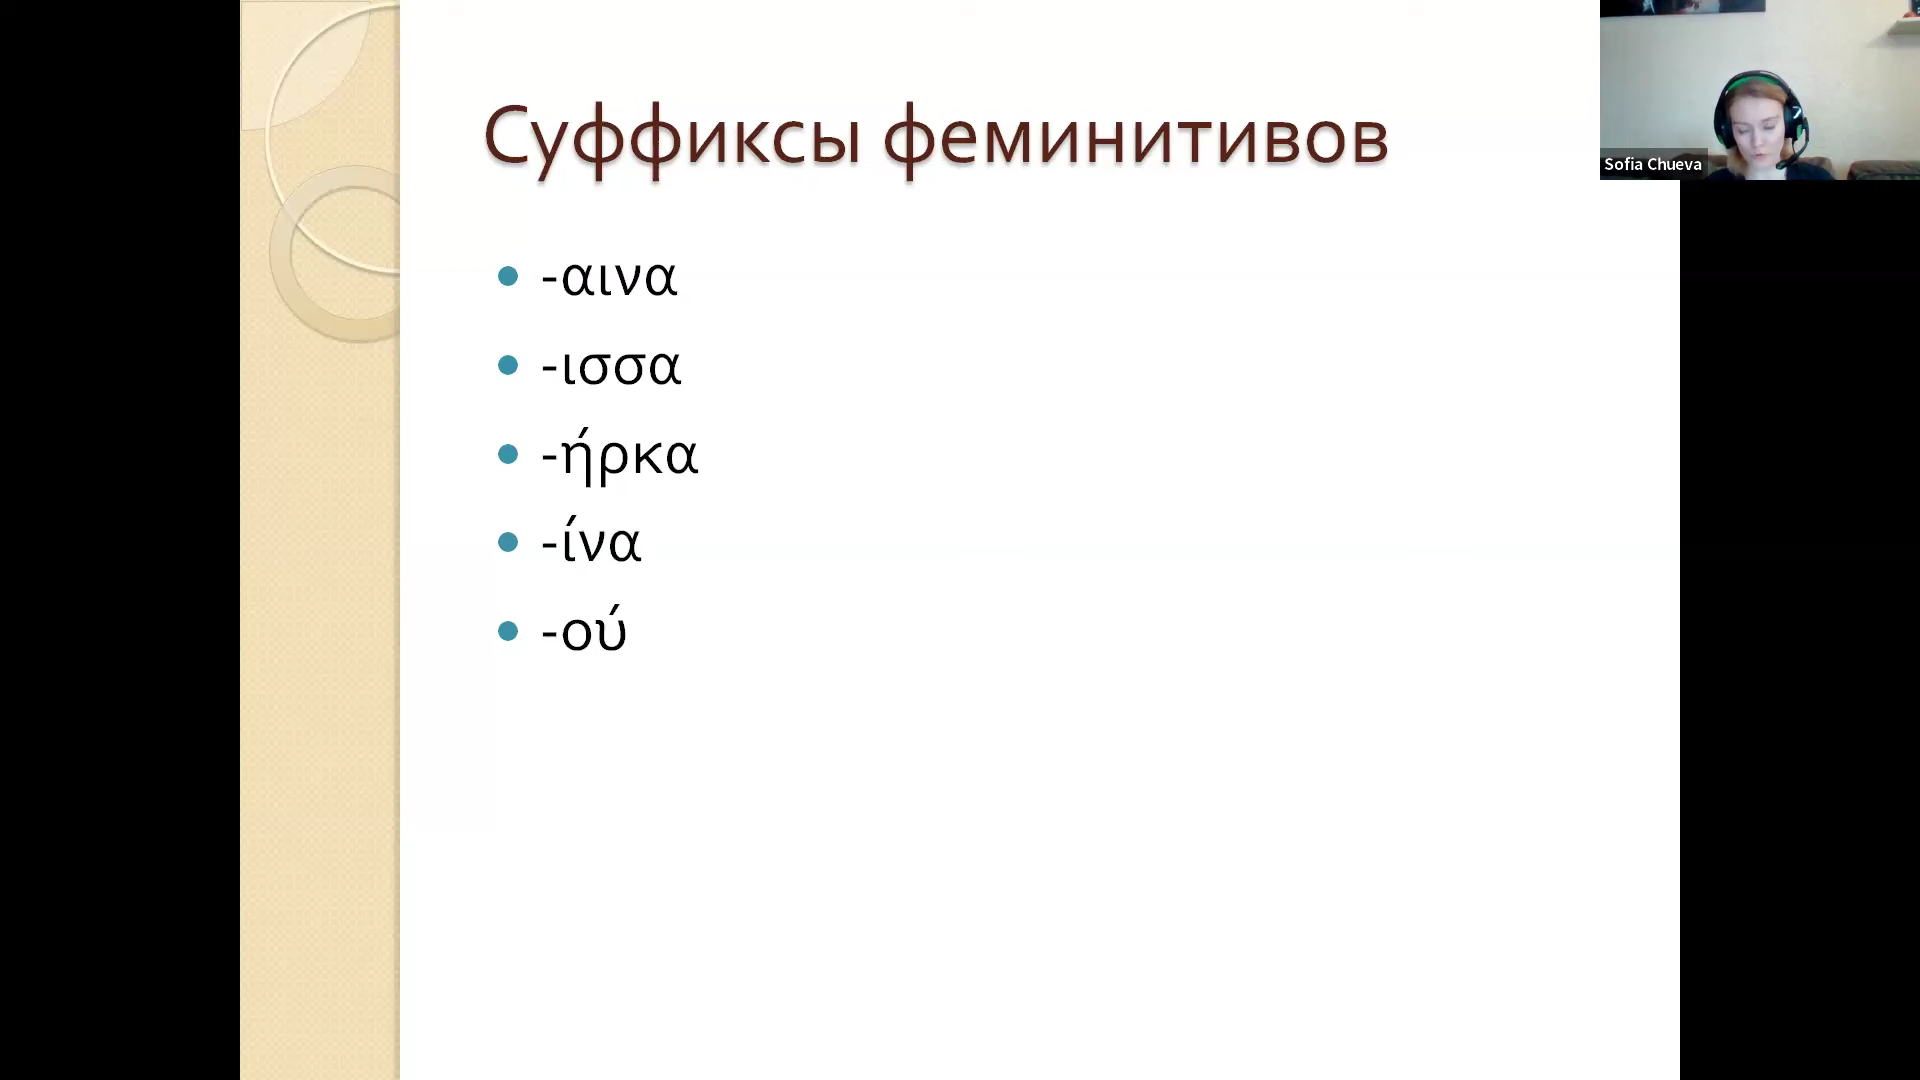 Суффиксы феминитивов
-αινα
-ισσα
-ήρκα
-ίνα
-ού
Sofia Chueva